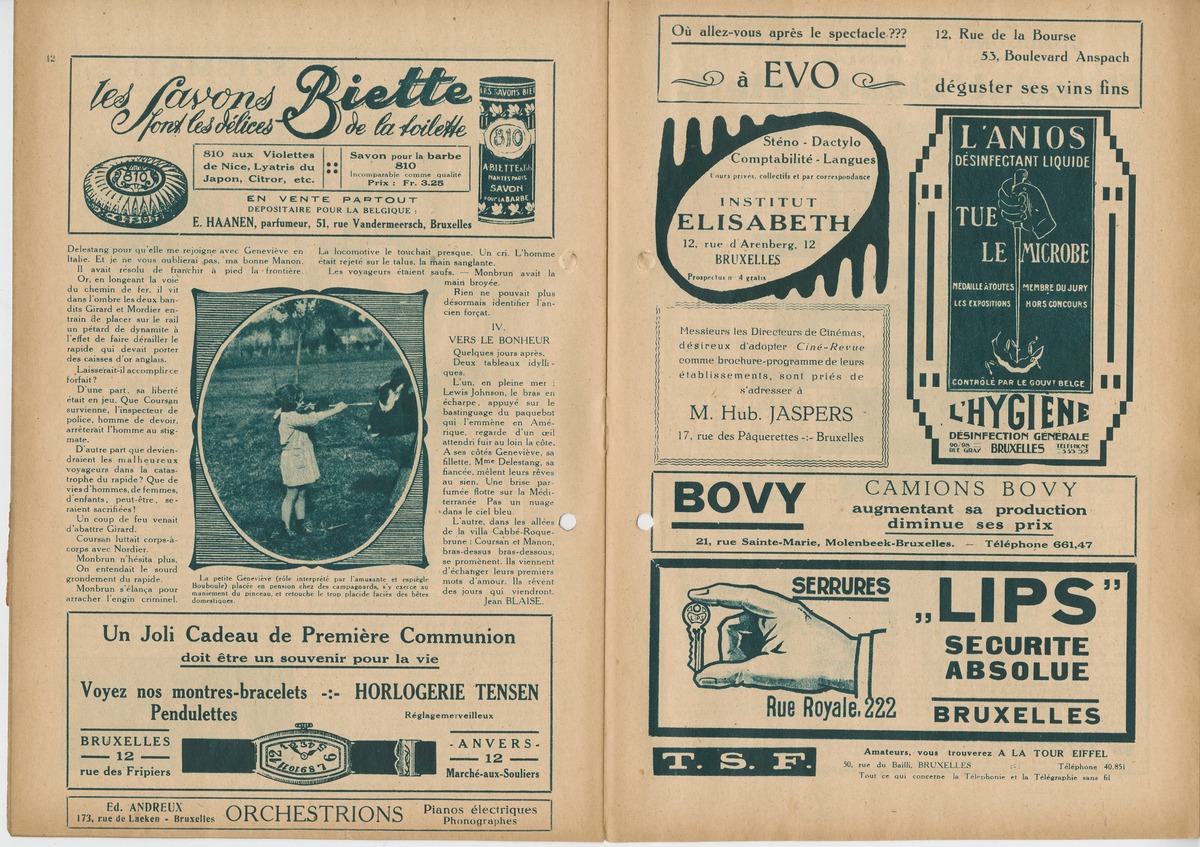 12
les Savons Biette
sont les délices de la toilette
810
810 aux Violettes
de Nice, Lyatris du
Japon, Citror, etc.
Savon pour la barbe
810
Incomparable comme qualité
Prix : Fr. 3.25
EN VENTE PARTOUT
DEPOSITAIRE POUR LA BELGIQUE :
E. HAANEN, parfumeur, 51, rue Vandermeersch, Bruxelles
LES SAVONS BIE
810
A. BIETTE & Fils
NANTES PARIS
SAVON
POUR LA BARBE
Delestang pour qu'elle me rejoigne avec Geneviève en
Italie. Et je ne vous oublierai pas, ma bonne Manon.
Il avait résolu de franchir à pied la frontière.
Or, en longeant la voie
du chemin de fer, il vit
dans l'ombre les deux ban-
dits Girard et Mordier en-
train de placer sur le rail
un pétard de dynamite à
l'effet de faire dérailler le
rapide qui devait porter
des caisses d'or anglais.
Laisserait-il accomplir ce
forfait?
D'une part, sa liberté
était en jeu. Que Coursan
survienne, l'inspecteur de
police, homme de devoir,
arrêterait l'homme au stig-
mate.
D'autre part que devien-
draient les malheureux
voyageurs dans la catas-
trophe du rapide? Que de
vies d'hommes, de femmes,
d'enfants, peut-être, se-
raient sacrifiées!
Un coup de feu venait
d'abattre Girard.
Coursan luttait corps-à-
corps avec Nordier.
Monbrun n'hésita plus.
On entendait le sourd
grondement du rapide.
Monbrun s'élança pour
arracher l'engin criminel.
La locomotive le touchait presque. Un cri. L'homme
était rejeté sur le talus, la main sanglante.
Les voyageurs étaient saufs. — Monbrun avait la
main broyée.
Rien ne pouvait plus
désormais identifier l'an-
cien forçat.
IV.
VERS LE BONHEUR
Quelques jours après.
Deux tableaux idylli-
ques.
L'un, en pleine mer :
Lewis Johnson, le bras en
écharpe, appuyé sur le
bastinguage du paquebot
qui l'emmène en Amé-
rique, regarde d'un œil
attendri fuir au loin la côte.
A ses côtés Geneviève, sa
fillette, Mme Delestang, sa
fiancée, mêlent leurs rêves
au sien. Une brise par-
fumée flotte sur la Médi-
terranée Pas un nuage
dans le ciel bleu.
L'autre, dans les allées
de la villa Cabbé-Roque-
brune : Coursan et Manon,
bras-dessus bras-dessous,
se promènent. Ils viennent
d'échanger leurs premiers
mots d'amour. Ils rêvent
des jours qui viendront.
Jean BLAISE.
La petite Geneviève (rôle interprété par l'amusante et espiègle
Bouboule) placée en pension chez des campagnards, s'y exerce au
maniement du pinceau, et retouche le trop placide faciès des bêtes
domestiques.
Un Joli Cadeau de Première Communion
doit être un souvenir pour la vie
Voyez nos montres-bracelets -:- HORLOGERIE TENSEN
Pendulettes
Réglage merveilleux
BRUXELLES
— 12 —
rue des Fripiers
- ANVERS -
— 12 —
Marché-aux-Souliers
Ed. ANDREUX
173, rue de Laeken - Bruxelles
ORCHESTRIONS
Pianos électriques
Phonographes
Où allez-vous après le spectacle ???
à EVO
12, Rue de la Bourse
53, Boulevard Anspach
déguster ses vins fins
Sténo - Dactylo
Comptabilité - Langues
Cours privés, collectifs et par correspondance
INSTITUT
ELISABETH
12, rue d'Arenberg, 12
BRUXELLES
Prospectus n° 4 gratis
L'ANIOS
DÉSINFECTANT LIQUIDE
TUE
LE MICROBE
MÉDAILLE A TOUTES
LES EXPOSITIONS
MEMBRE DU JURY
HORS CONCOURS
CONTRÔLÉ PAR LE GOUVT BELGE
L'HYGIÈNE
DÉSINFECTION GÉNÉRALE
96/98 -
RUE GRAY
BRUXELLES
TÉLÉPHONE
333 52
Messieurs les Directeurs de Cinémas,
désireux d'adopter Ciné-Revue
comme brochure-programme de leurs
établissements, sont priés de
s'adresser à
M. Hub. JASPERS
17, rue des Pâquerettes -:- Bruxelles
BOVY
CAMIONS BOVY
augmentant sa production
diminue ses prix
21, rue Sainte-Marie, Molenbeek-Bruxelles. — Téléphone 661,47
SERRURES
„LIPS”
SECURITE
ABSOLUE
Rue Royale, 222
BRUXELLES
T. S. F.
Amateurs, vous trouverez A LA TOUR EIFFEL
50, rue du Bailli, BRUXELLES :: Téléphone 40.851
Tout ce qui concerne la Téléphonie et la Télégraphie sans fil